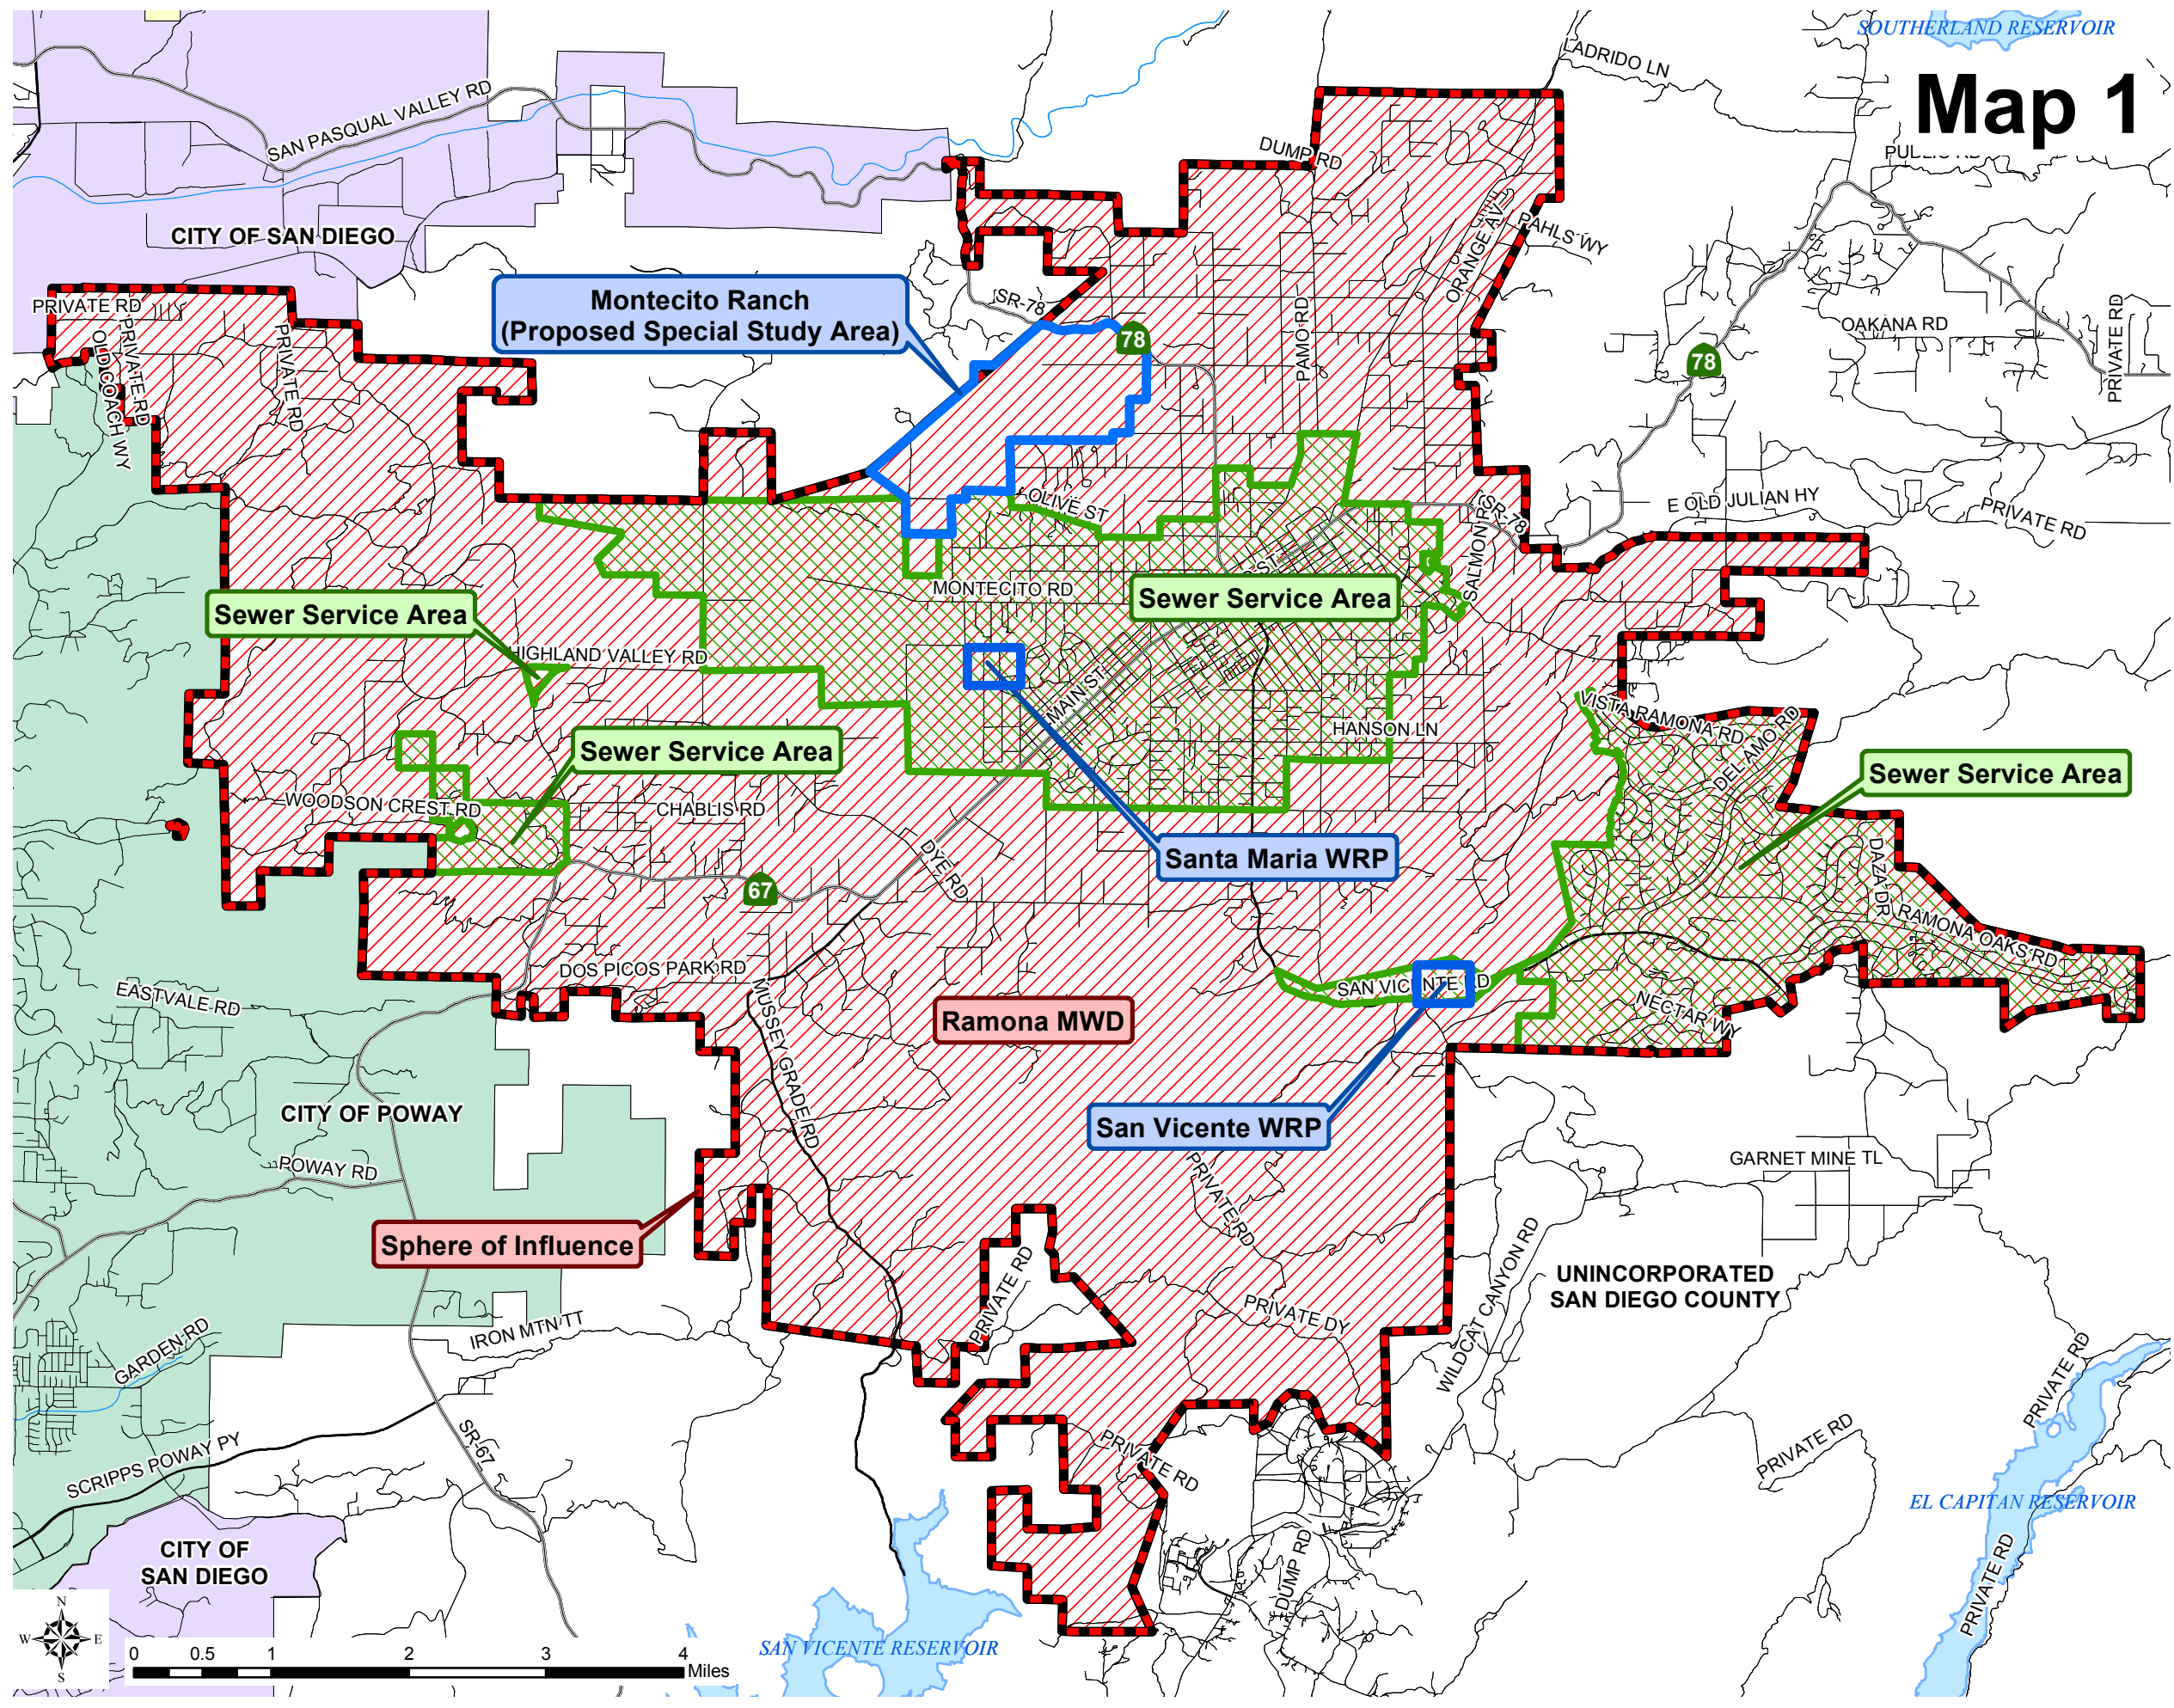 SOUTHERLAND RESERVOIR
Map 1
LADRIDO LN
SAN PASQUAL VALLEY RD
DUMP RD
CITY OF SAN DIEGO
ORANGE AV
PAHLS WY
PRIVATE RD
OLD COACH WY
PRIVATE RD
PRIVATE RD
Montecito Ranch
(Proposed Special Study Area)
SR-78
78
PAMO RD
78
OAKANA RD
PRIVATE RD
OLIVE ST
SR-78
SALMON RD
E OLD JULIAN HY
PRIVATE RD
MONTECITO RD
Sewer Service Area
Sewer Service Area
HIGHLAND VALLEY RD
MAIN ST
HANSON LN
VISTA RAMONA RD
DEL AMO RD
Sewer Service Area
Sewer Service Area
WOODSON CREST RD
CHABLIS RD
DYE RD
Santa Maria WRP
67
DAZA DR
RAMONA OAKS RD
DOS PICOS PARK RD
SAN VICENTE RD
NECTAR WY
EASTVALE RD
MUSSEY GRADE RD
Ramona MWD
CITY OF POWAY
San Vicente WRP
POWAY RD
PRIVATE RD
GARNET MINE TL
Sphere of Influence
PRIVATE RD
WILDCAT CANYON RD
UNINCORPORATED
SAN DIEGO COUNTY
PRIVATE DY
IRON MTN TT
GARDEN RD
PRIVATE RD
SCRIPPS POWAY PY
SR-67
PRIVATE RD
PRIVATE RD
EL CAPITAN RESERVOIR
CITY OF
SAN DIEGO
DUMP RD
PRIVATE RD
N
W E
S
0 0.5 1 2 3 4
Miles
SAN VICENTE RESERVOIR